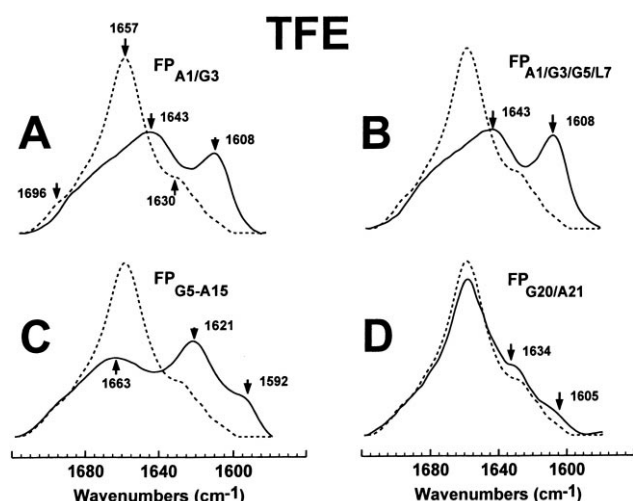 TFE
A
FP A1/G3
1657
1643
1608
1696
1630
B
FP A1/G3/G5/L7
1643
1608
C
FP G5-A15
1621
1663
1592
D
FP G20/A21
1634
1605
1680 1640 1600
Wavenumbers (cm-1)
1680 1640 1600
Wavenumbers (cm-1)